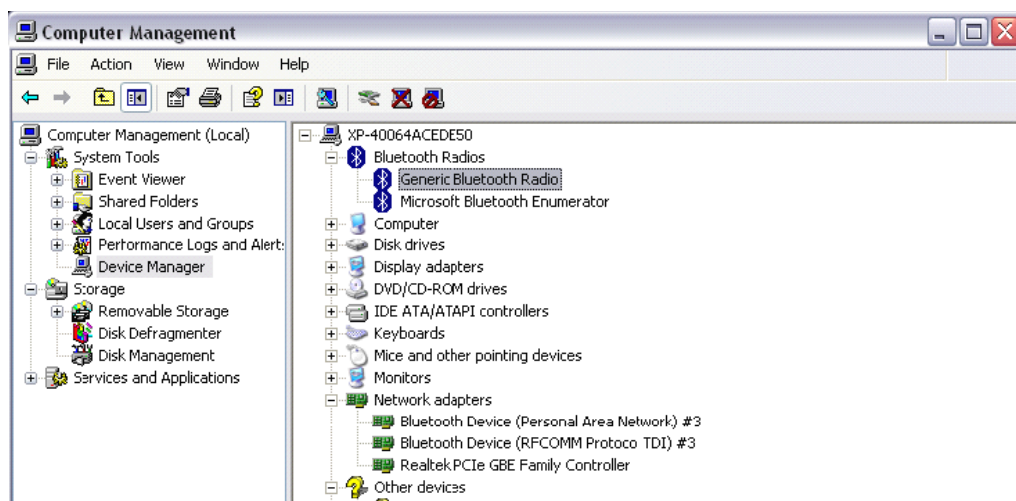 Computer Management
File Action View Window Help
Computer Management (Local)
System Tools
Event Viewer
Shared Folders
Local Users and Groups
Performance Logs and Alert:
Device Manager
Storage
Removable Storage
Disk Defragmenter
Disk Management
Services and Applications
XP-40064ACEDE50
Bluetooth Radios
Generic Bluetooth Radio
Microsoft Bluetooth Enumerator
Computer
Disk drives
Display adapters
DVD/CD-ROM drives
IDE ATA/ATAPI controllers
Keyboards
Mice and other pointing devices
Monitors
Network adapters
Bluetooth Device (Personal Area Network) #3
Bluetooth Device (RFCOMM Protoco TDI) #3
Realtek PCIe GBE Family Controller
Other devices